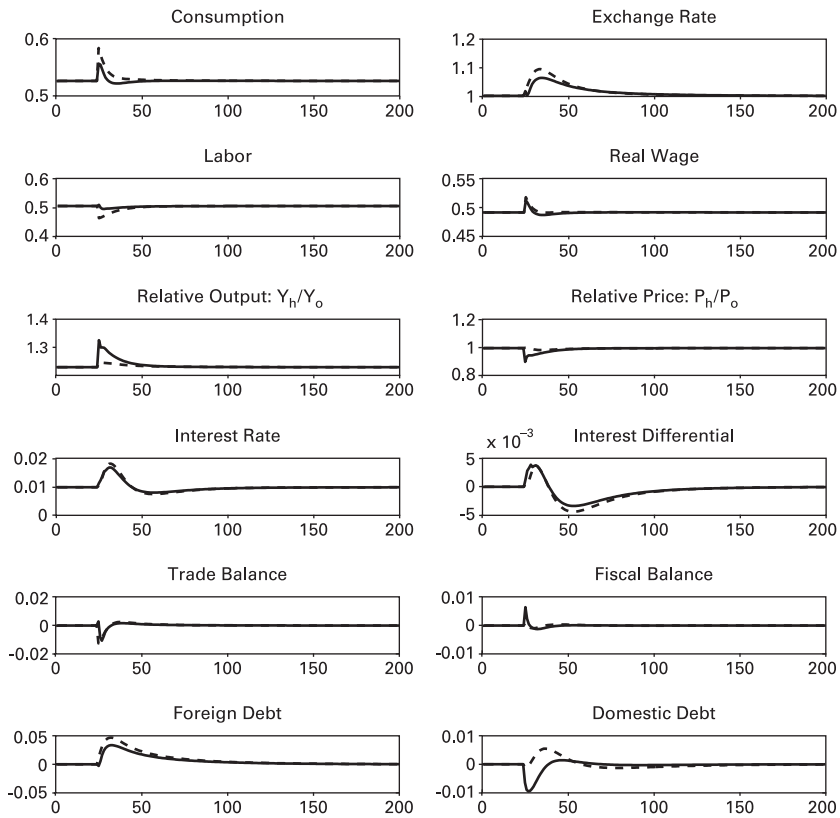 Consumption
0.6
0.5
0 50 100 150 200
Exchange Rate
1.2
1.1
1
0 50 100 150 200
Labor
0.6
0.5
0.4
0 50 100 150 200
Real Wage
0.55
0.5
0.45
0 50 100 150 200
Relative Output: Yh/Yo
1.4
1.3
0 50 100 150 200
Relative Price: Ph/Po
1.2
1
0.8
0 50 100 150 200
Interest Rate
0.02
0.01
0
0 50 100 150 200
× 10⁻³ Interest Differential
5
0
-5
0 50 100 150 200
Trade Balance
0.02
0
-0.02
0 50 100 150 200
Fiscal Balance
0.01
0
-0.01
0 50 100 150 200
Foreign Debt
0.05
0
-0.05
0 50 100 150 200
Domestic Debt
0.01
0
-0.01
0 50 100 150 200